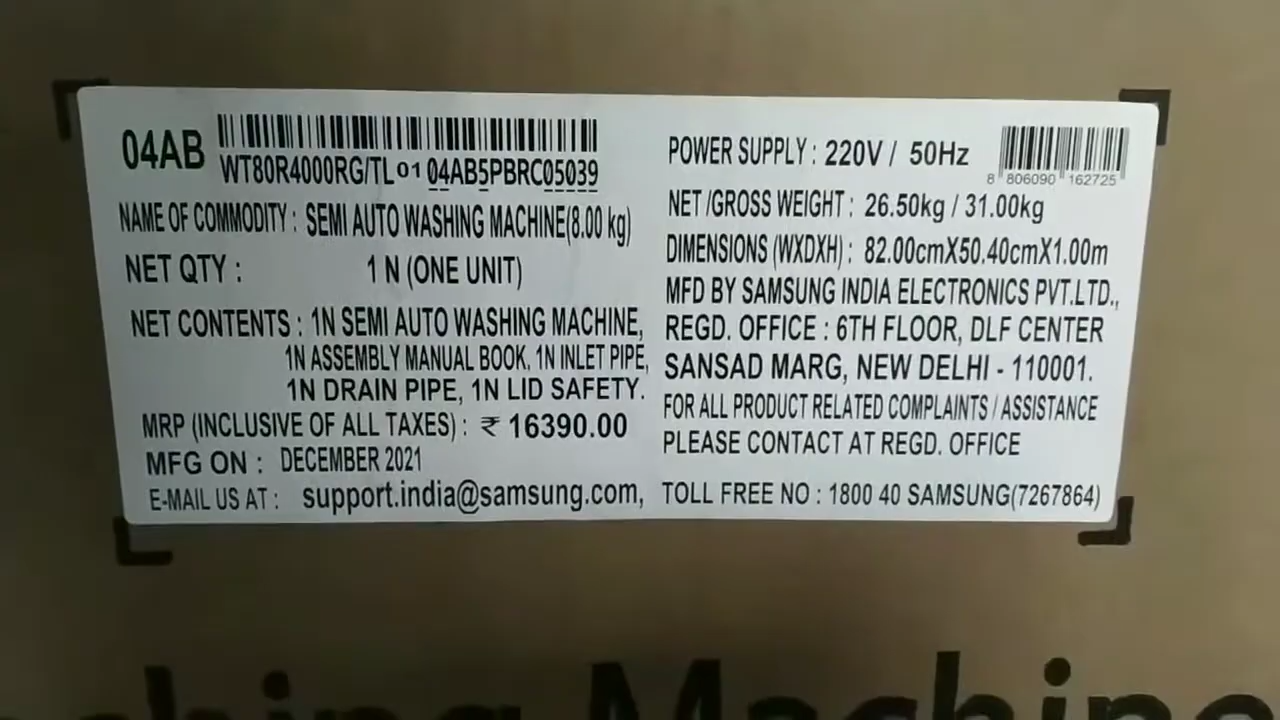 04AB
WT80R4000RG/TL 01 04AB5PBRC05039
NAME OF COMMODITY : SEMI AUTO WASHING MACHINE(8.00 kg)
NET QTY : 1 N (ONE UNIT)
NET CONTENTS : 1N SEMI AUTO WASHING MACHINE,
1N ASSEMBLY MANUAL BOOK, 1N INLET PIPE,
1N DRAIN PIPE, 1N LID SAFETY.
MRP (INCLUSIVE OF ALL TAXES) : ₹ 16390.00
MFG ON : DECEMBER 2021
E-MAIL US AT : support.india@samsung.com,
POWER SUPPLY : 220V / 50Hz
8 806090 162725
NET /GROSS WEIGHT : 26.50kg / 31.00kg
DIMENSIONS (WXDXH) : 82.00cmX50.40cmX1.00m
MFD BY SAMSUNG INDIA ELECTRONICS PVT.LTD.,
REGD. OFFICE : 6TH FLOOR, DLF CENTER
SANSAD MARG, NEW DELHI - 110001.
FOR ALL PRODUCT RELATED COMPLAINTS / ASSISTANCE
PLEASE CONTACT AT REGD. OFFICE
TOLL FREE NO : 1800 40 SAMSUNG(7267864)
hing Machine